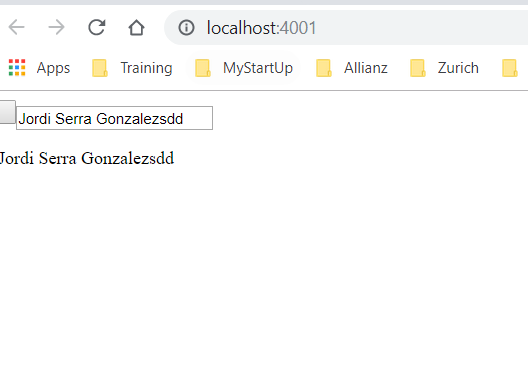 localhost:4001
Apps Training MyStartUp Allianz Zurich
Jordi Serra Gonzalezsdd
Jordi Serra Gonzalezsdd